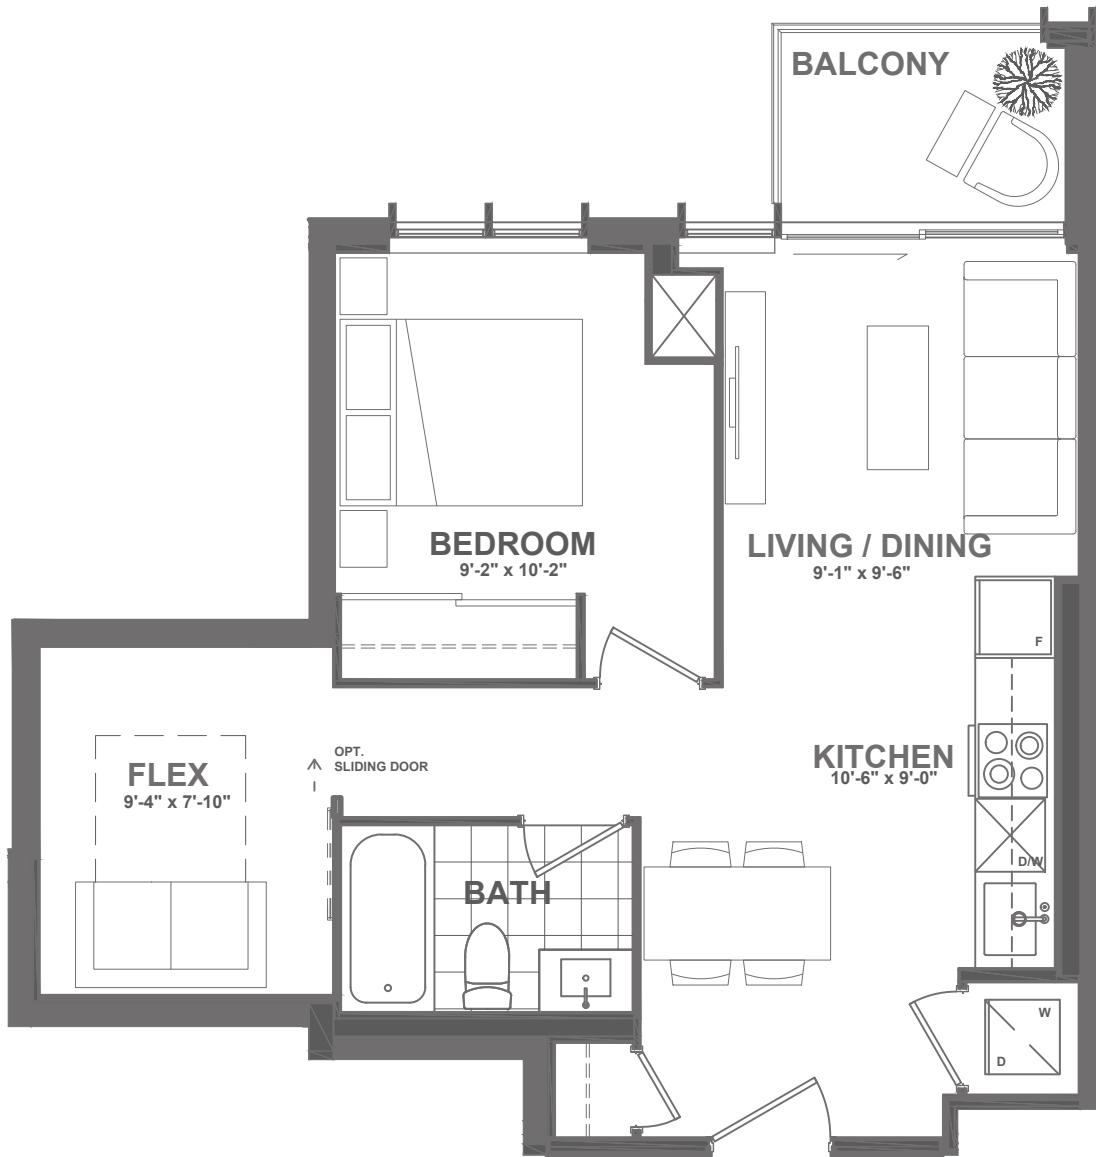 BALCONY
BEDROOM
9'-2" x 10'-2"
LIVING / DINING
9'-1" x 9'-6"
F
OPT.
SLIDING DOOR
FLEX
9'-4" x 7'-10"
KITCHEN
10'-6" x 9'-0"
D/W
BATH
W
D